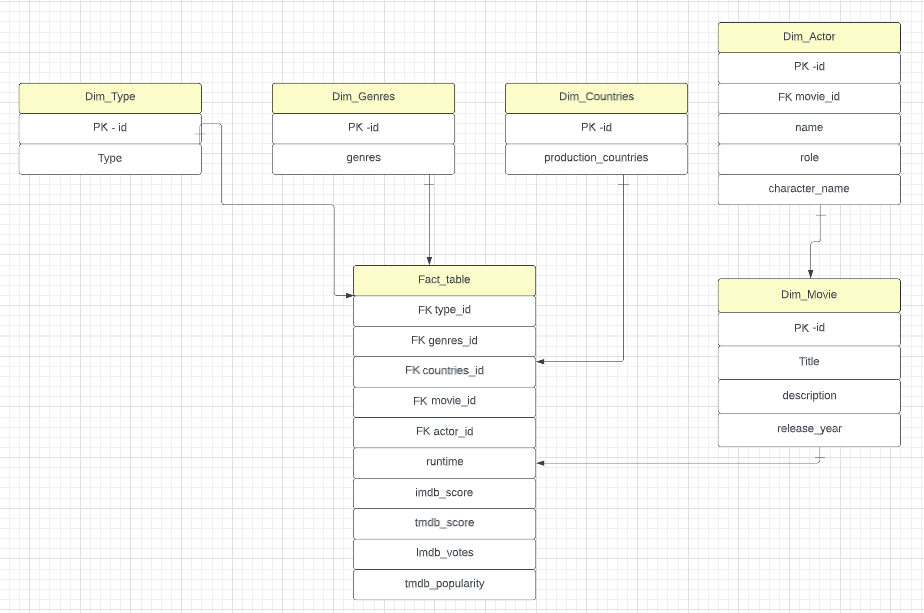 Dim_Type
PK - id
Type
Dim_Genres
PK -id
genres
Dim_Countries
PK -id
production_countries
Dim_Actor
PK -id
FK movie_id
name
role
character_name
Fact_table
FK type_id
FK genres_id
FK countries_id
FK movie_id
FK actor_id
runtime
imdb_score
tmdb_score
Imdb_votes
tmdb_popularity
Dim_Movie
PK -id
Title
description
release_year